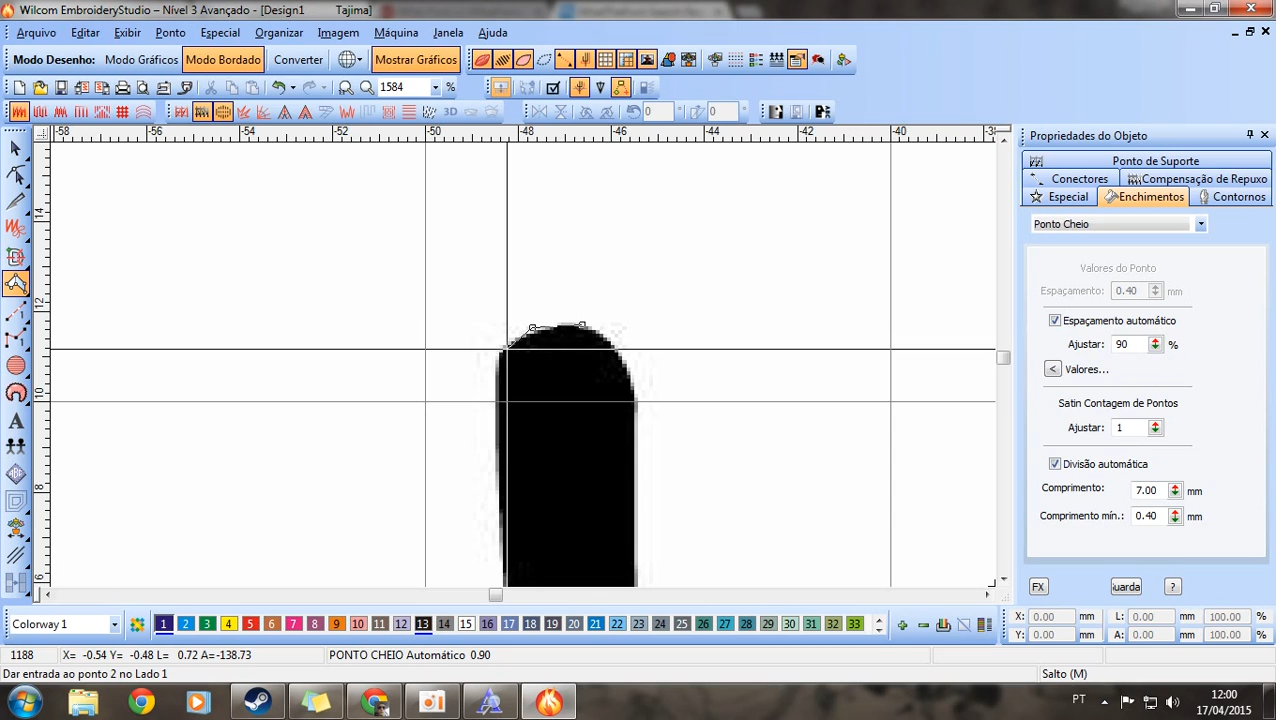 Wilcom EmbroideryStudio – Nível 3 Avançado - [Design1 Tajima]
Arquivo Editar Exibir Ponto Especial Organizar Imagem Máquina Janela Ajuda
Modo Desenho: Modo Gráficos Modo Bordado Converter Mostrar Gráficos
1584 %
3D 0 ° 0 °
-58 -56 -54 -52 -50 -48 -46 -44 -42 -40
14
12
10
8
6
Propriedades do Objeto
Ponto de Suporte
Conectores Compensação de Repuxo
Especial Enchimentos Contornos
Ponto Cheio
Valores do Ponto
Espaçamento: 0.40 mm
Espaçamento automático
Ajustar: 90 %
< Valores...
Satin Contagem de Pontos
Ajustar: 1
Divisão automática
Comprimento: 7.00 mm
Comprimento mín.: 0.40 mm
FX uarda ?
Colorway 1 1 2 3 4 5 6 7 8 9 10 11 12 13 14 15 16 17 18 19 20 21 22 23 24 25 26 27 28 29 30 31 32 33
X: 0.00 mm L: 0.00 mm 100.00 %
Y: 0.00 mm A: 0.00 mm 100.00 %
1188 X= -0.54 Y= -0.48 L= 0.72 A=-138.73 PONTO CHEIO Automático 0.90
Dar entrada ao ponto 2 no Lado 1 Salto (M)
PT 12:00
17/04/2015